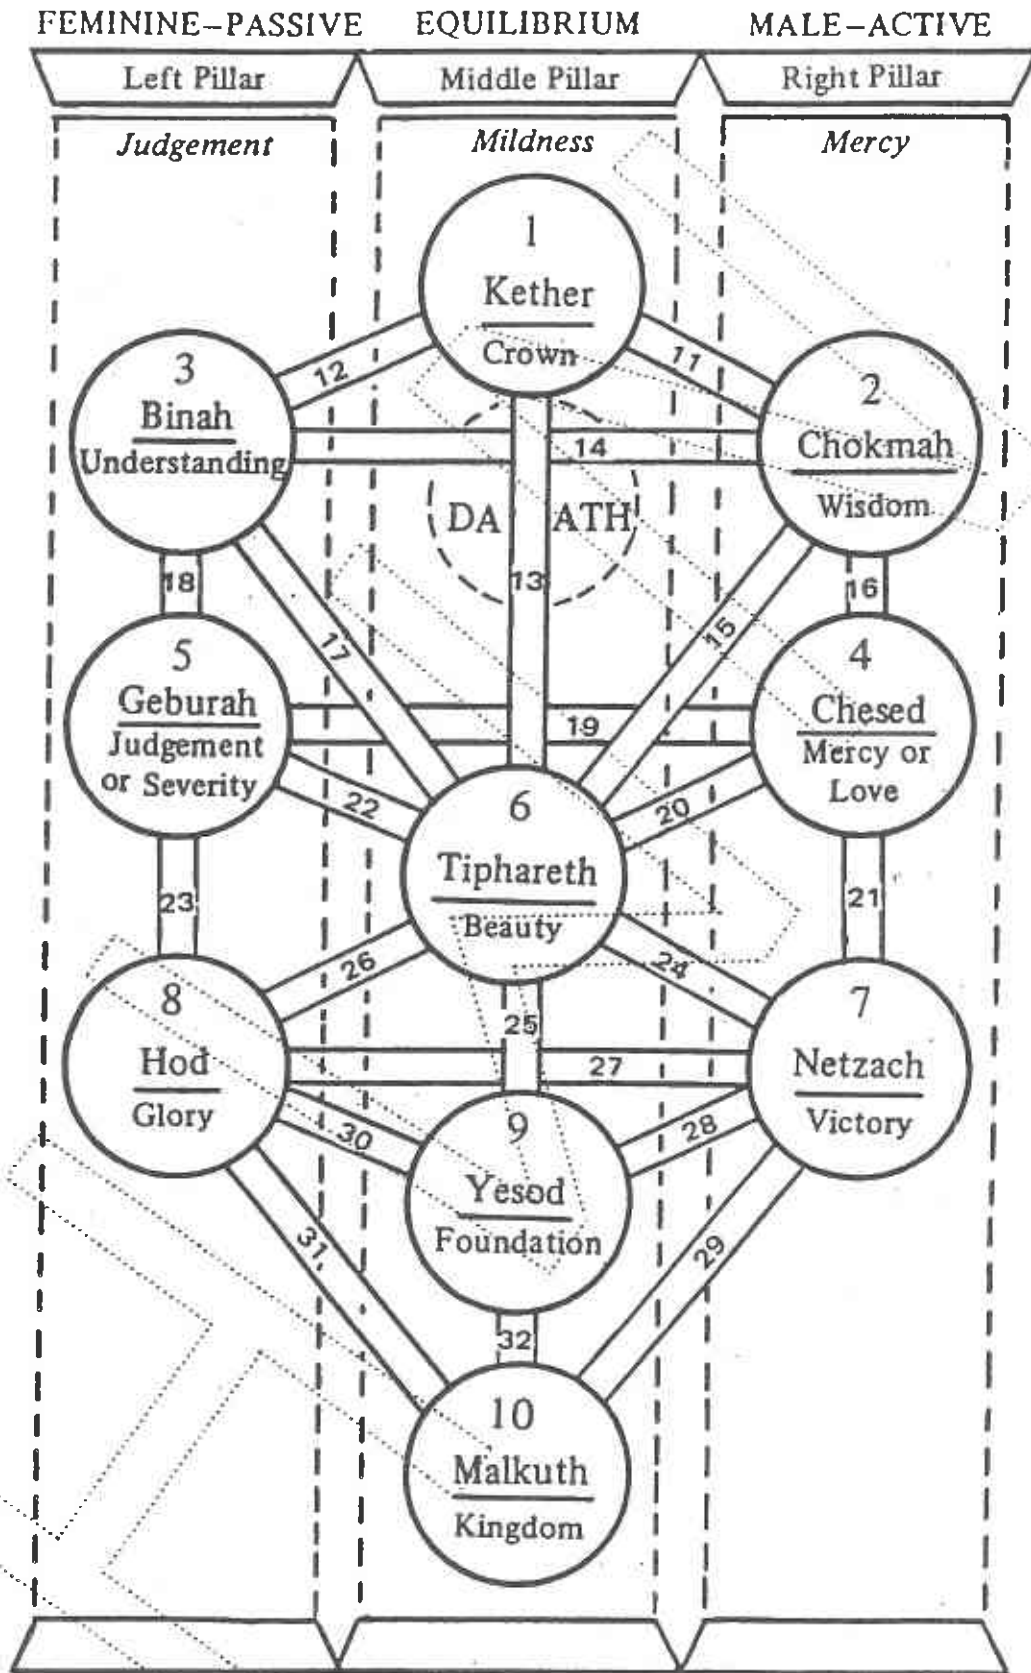 FEMININE–PASSIVE EQUILIBRIUM MALE–ACTIVE
Left Pillar Middle Pillar Right Pillar
Judgement Mildness Mercy
1
Kether
Crown
12
11
3
Binah
Understanding
2
Chokmah
Wisdom
14
DA ATH
13
18
17
15
16
5
Geburah
Judgement
or Severity
4
Chesed
Mercy or
Love
19
22
20
6
Tiphareth
Beauty
23
21
26
24
8
Hod
Glory
25
7
Netzach
Victory
27
30
28
9
Yesod
Foundation
31
29
32
10
Malkuth
Kingdom